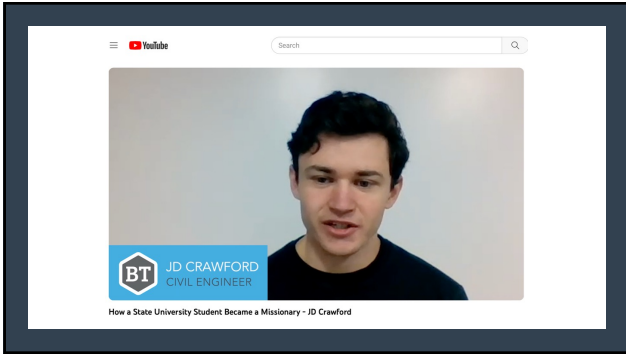 YouTube
Search
BT
JD CRAWFORD
CIVIL ENGINEER
How a State University Student Became a Missionary - JD Crawford